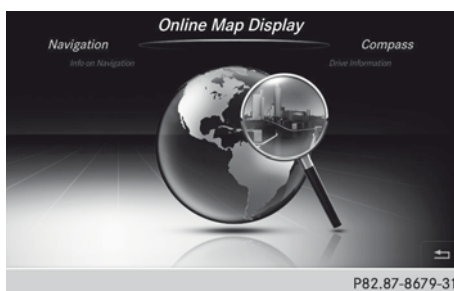 Online Map Display
Navigation Compass
Info on Navigation Drive Information
P82.87-8679-31